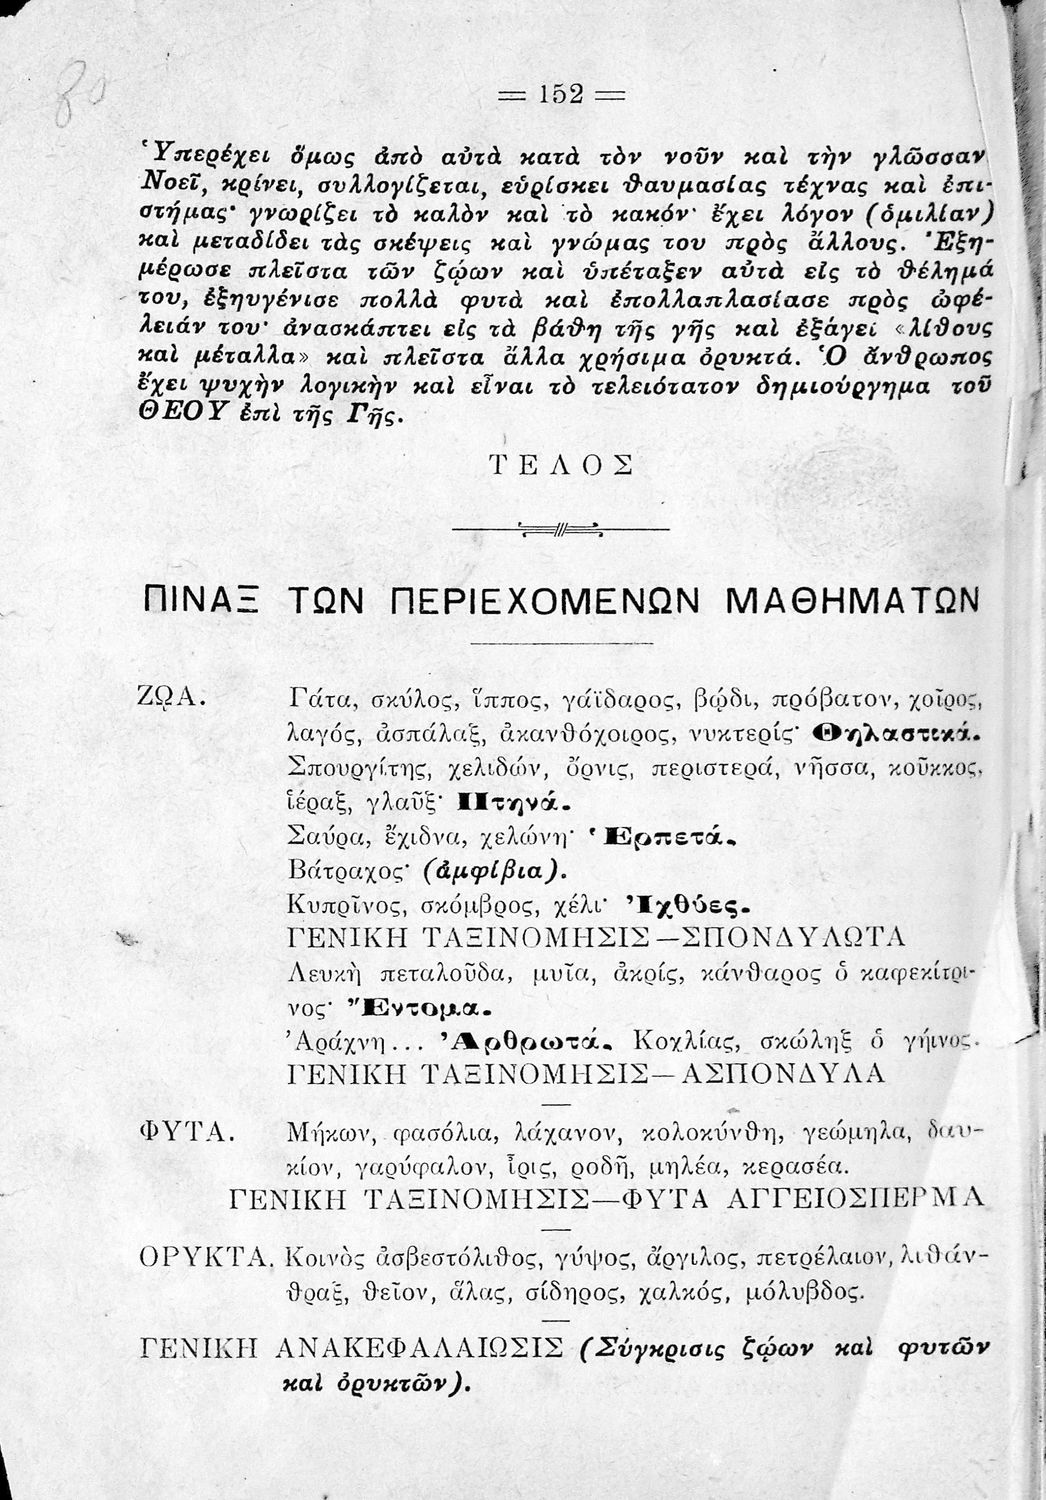 80
= 152 =
Ὑπερέχει ὅμως ἀπὸ αὐτὰ κατὰ τὸν νοῦν καὶ τὴν γλῶσσαν
Νοεῖ, κρίνει, συλλογίζεται, εὑρίσκει θαυμασίας τέχνας καὶ ἐπι-
στήμας· γνωρίζει τὸ καλὸν καὶ τὸ κακόν· ἔχει λόγον (ὁμιλίαν)
καὶ μεταδίδει τὰς σκέψεις καὶ γνώμας του πρὸς ἄλλους. Ἐξη-
μέρωσε πλεῖστα τῶν ζῴων καὶ ὑπέταξεν αὐτὰ εἰς τὸ θέλημά
του, ἐξηυγένισε πολλὰ φυτὰ καὶ ἐπολλαπλασίασε πρὸς ὠφέ-
λειάν του· ἀνασκάπτει εἰς τὰ βάθη τῆς γῆς καὶ ἐξάγει «λίθους
καὶ μέταλλα» καὶ πλεῖστα ἄλλα χρήσιμα ὀρυκτά. Ὁ ἄνθρωπος
ἔχει ψυχὴν λογικὴν καὶ εἶναι τὸ τελειότατον δημιούργημα τοῦ
ΘΕΟΥ ἐπὶ τῆς Γῆς.
ΤΕΛΟΣ
ΠΙΝΑΞ ΤΩΝ ΠΕΡΙΕΧΟΜΕΝΩΝ ΜΑΘΗΜΑΤΩΝ
ΖῼΑ. Γάτα, σκύλος, ἵππος, γάϊδαρος, βῴδι, πρόβατον, χοῖρος,
λαγός, ἀσπάλαξ, ἀκανθόχοιρος, νυκτερίς· Θηλαστικά.
Σπουργίτης, χελιδών, ὄρνις, περιστερά, νῆσσα, κοῦκκος,
ἱέραξ, γλαῦξ· Πτηνά.
Σαύρα, ἔχιδνα, χελώνη· Ἑρπετά.
Βάτραχος· (ἀμφίβια).
Κυπρῖνος, σκόμβρος, χέλι· Ἰχθύες.
ΓΕΝΙΚΗ ΤΑΞΙΝΟΜΗΣΙΣ—ΣΠΟΝΔΥΛΩΤΑ
Λευκὴ πεταλοῦδα, μυῖα, ἀκρίς, κάνθαρος ὁ καφεκίτρι-
νος· Ἔντομα.
Ἀράχνη... Ἀρθρωτά. Κοχλίας, σκώληξ ὁ γήινος.
ΓΕΝΙΚΗ ΤΑΞΙΝΟΜΗΣΙΣ—ΑΣΠΟΝΔΥΛΑ
ΦΥΤΑ. Μήκων, φασόλια, λάχανον, κολοκύνθη, γεώμηλα, δαυ-
κίον, γαρύφαλον, ἶρις, ροδῆ, μηλέα, κερασέα.
ΓΕΝΙΚΗ ΤΑΞΙΝΟΜΗΣΙΣ—ΦΥΤΑ ΑΓΓΕΙΟΣΠΕΡΜΑ
ΟΡΥΚΤΑ. Κοινὸς ἀσβεστόλιθος, γύψος, ἄργιλος, πετρέλαιον, λιθάν-
θραξ, θεῖον, ἅλας, σίδηρος, χαλκός, μόλυβδος.
ΓΕΝΙΚΗ ΑΝΑΚΕΦΑΛΑΙΩΣΙΣ (Σύγκρισις ζῴων καὶ φυτῶν
καὶ ὀρυκτῶν).